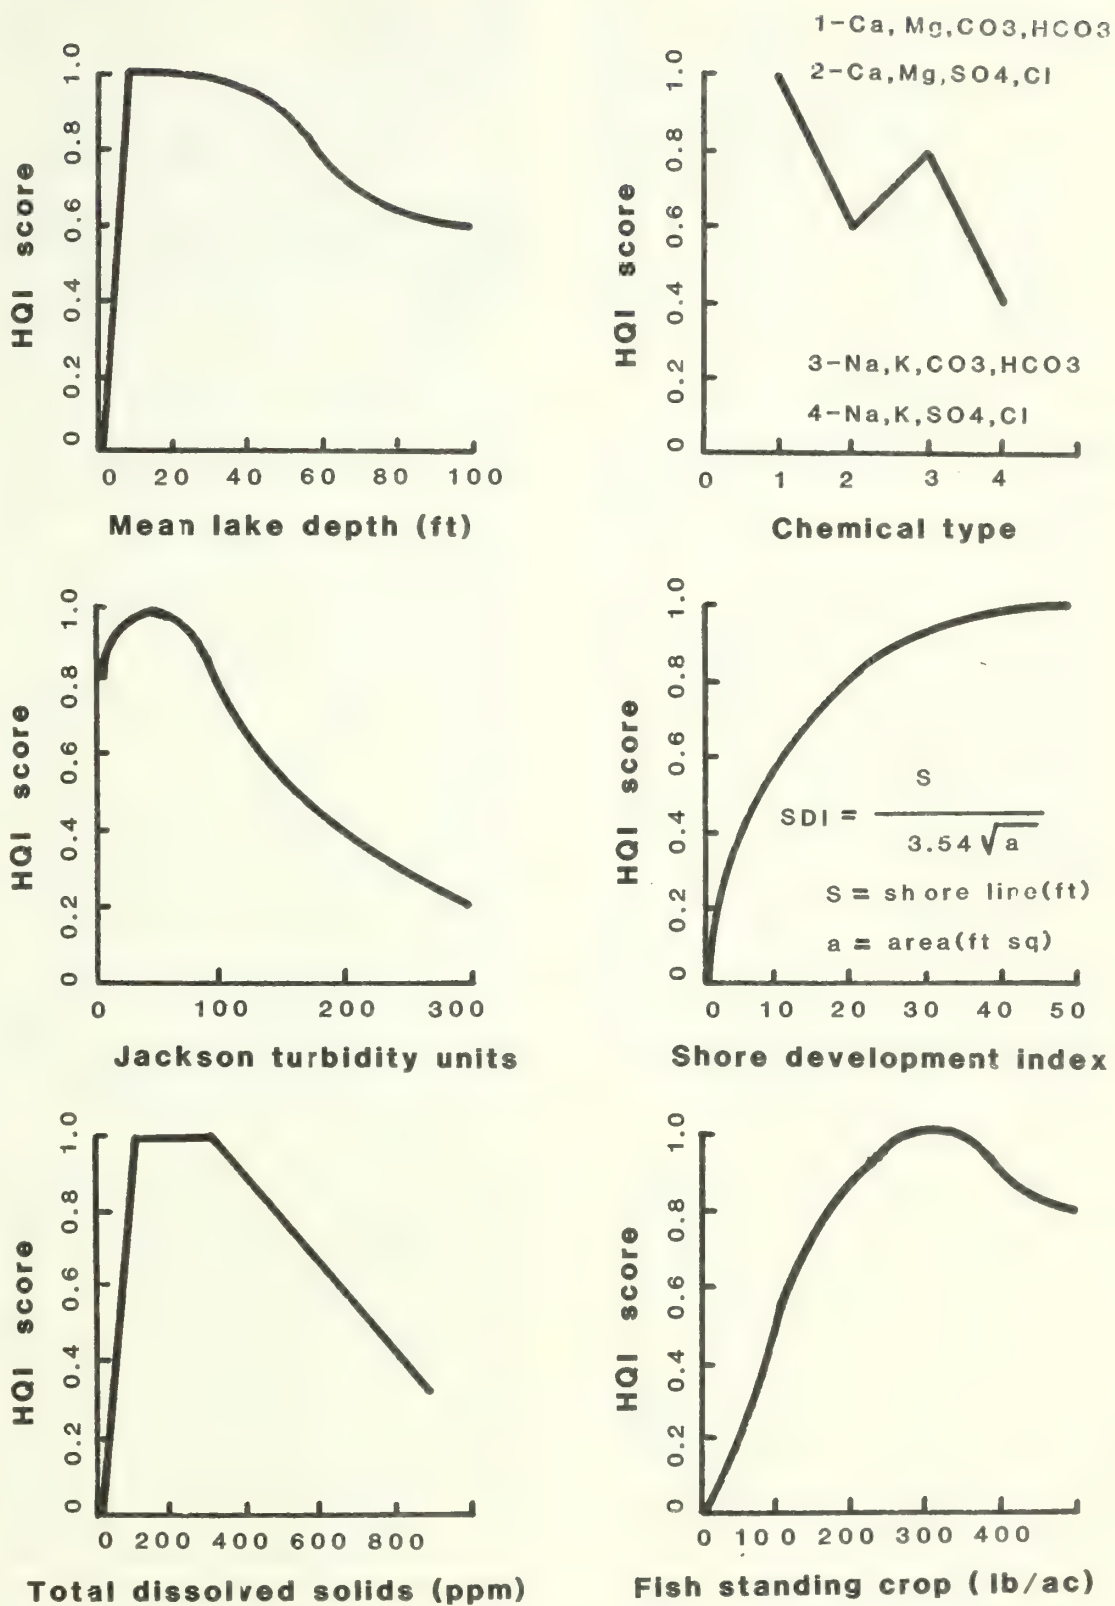 HQI score
1.0
0.8
0.6
0.4
0.2
0
0 20 40 60 80 100
Mean lake depth (ft)
1-Ca, Mg, CO3, HCO3
2-Ca, Mg, SO4, Cl
HQI score
1.0
0.8
0.6
0.4
0.2
0
3-Na, K, CO3, HCO3
4-Na, K, SO4, Cl
0 1 2 3 4
Chemical type
HQI score
1.0
0.8
0.6
0.4
0.2
0
0 100 200 300
Jackson turbidity units
HQI score
1.0
0.8
0.6
0.4
0.2
0
SDI = S / 3.54 √a
S = shore line(ft)
a = area(ft sq)
0 10 20 30 40 50
Shore development index
HQI score
1.0
0.8
0.6
0.4
0.2
0
0 200 400 600 800
Total dissolved solids (ppm)
HQI score
1.0
0.8
0.6
0.4
0.2
0
0 100 200 300 400
Fish standing crop (lb/ac)